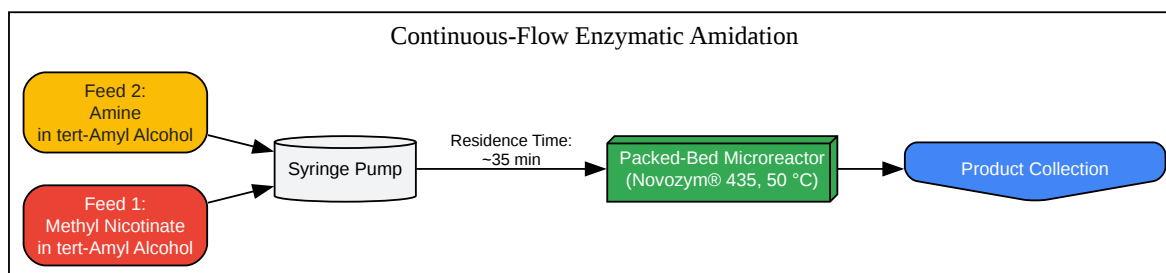 Continuous-Flow Enzymatic Amidation
Feed 2:
Amine
in tert-Amyl Alcohol
Feed 1:
Methyl Nicotinate
in tert-Amyl Alcohol
Syringe Pump
Residence Time:
~35 min
Packed-Bed Microreactor
(Novozym® 435, 50 °C)
Product Collection